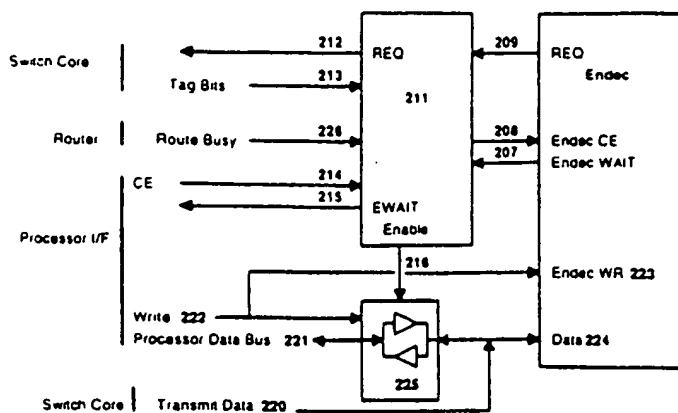 212 REQ 209 REQ
Switch Core 213 Endec
Tag Bits 211
226 208
Router Route Busy Endec CE
207
Endec WAIT
CE 214
215 EWAIT
Enable
Processor I/F 216
Endec WR 223
Write 222
Processor Data Bus 221 Data 224
225
Switch Core Transmit Data 220